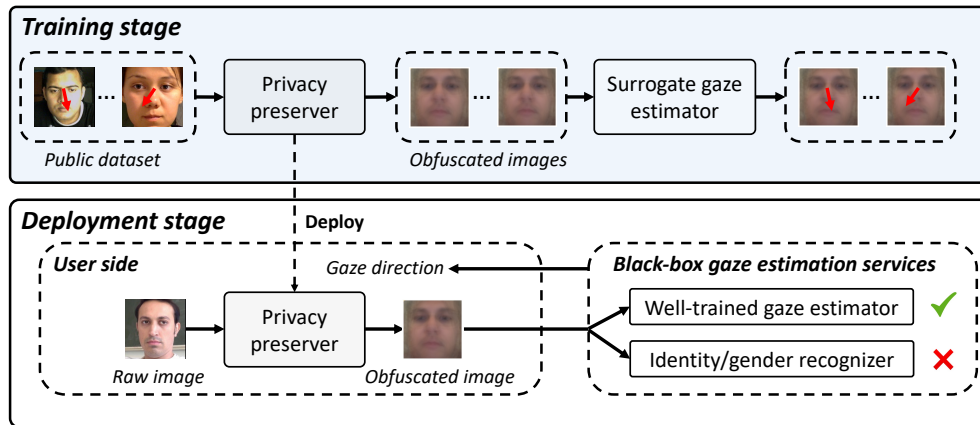 Training stage
...
Privacy
preserver
...
Surrogate gaze
estimator
...
Public dataset
Obfuscated images
Deployment stage
Deploy
User side
Gaze direction
Black-box gaze estimation services
Privacy
preserver
Well-trained gaze estimator
Identity/gender recognizer
Raw image
Obfuscated image